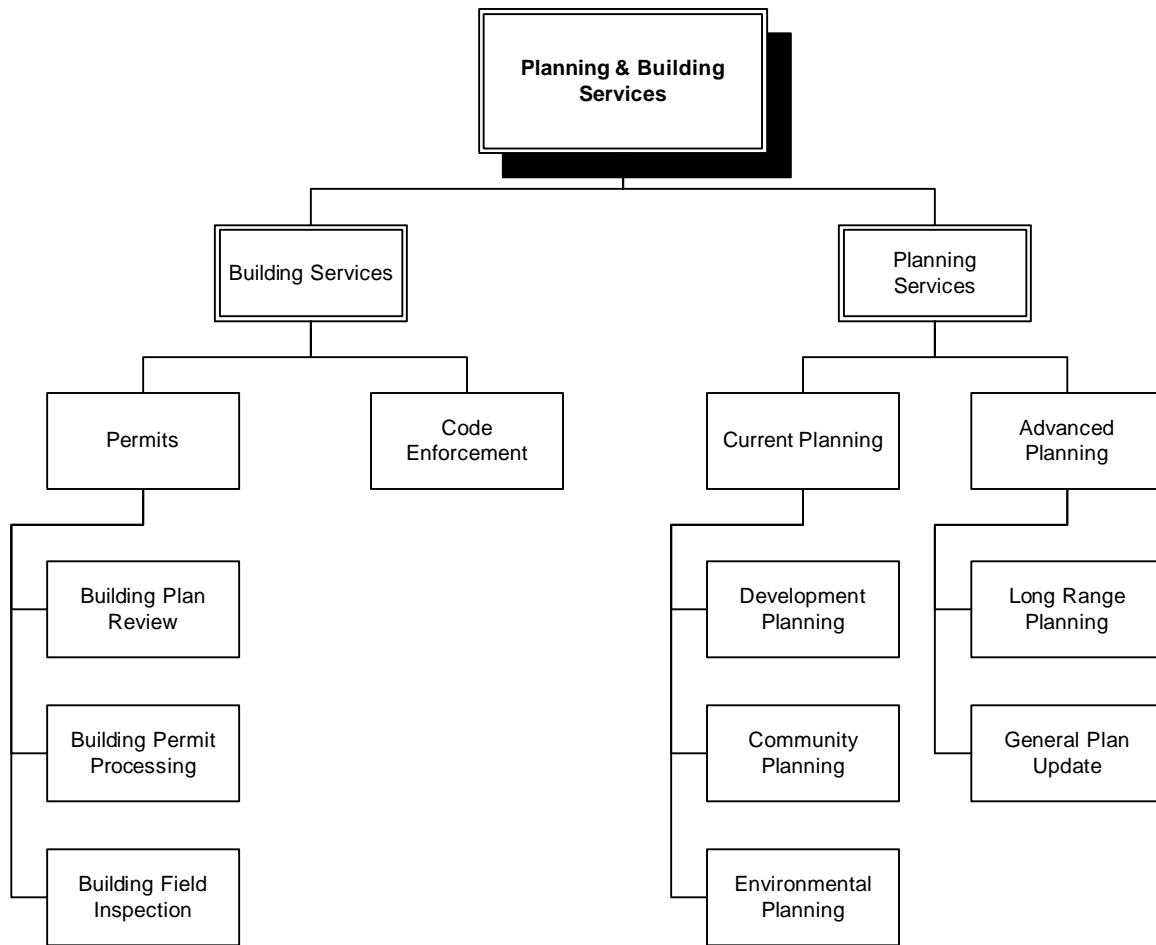 Planning & Building
Services
Building Services
Planning
Services
Permits
Code
Enforcement
Current Planning
Advanced
Planning
Building Plan
Review
Development
Planning
Long Range
Planning
Building Permit
Processing
Community
Planning
General Plan
Update
Building Field
Inspection
Environmental
Planning